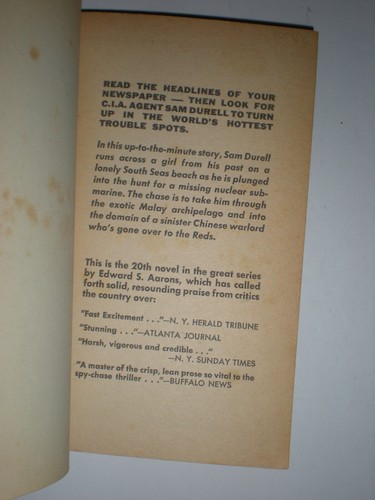 READ THE HEADLINES OF YOUR
NEWSPAPER — THEN LOOK FOR
C.I.A. AGENT SAM DURELL TO TURN
UP IN THE WORLD'S HOTTEST
TROUBLE SPOTS.
In this up-to-the-minute story, Sam Durell
runs across a girl from his past on a
lonely South Seas beach as he is plunged
into the hunt for a missing nuclear sub-
marine. The chase is to take him through
the exotic Malay archipelago and into
the domain of a sinister Chinese warlord
who's gone over to the Reds.
This is the 20th novel in the great series
by Edward S. Aarons, which has called
forth solid, resounding praise from critics
the country over:
"Fast Excitement . . ."—N. Y. HERALD TRIBUNE
"Stunning . . ."—ATLANTA JOURNAL
"Harsh, vigorous and credible . . ."
—N. Y. SUNDAY TIMES
"A master of the crisp, lean prose so vital to the
spy-chase thriller . . ."—BUFFALO NEWS